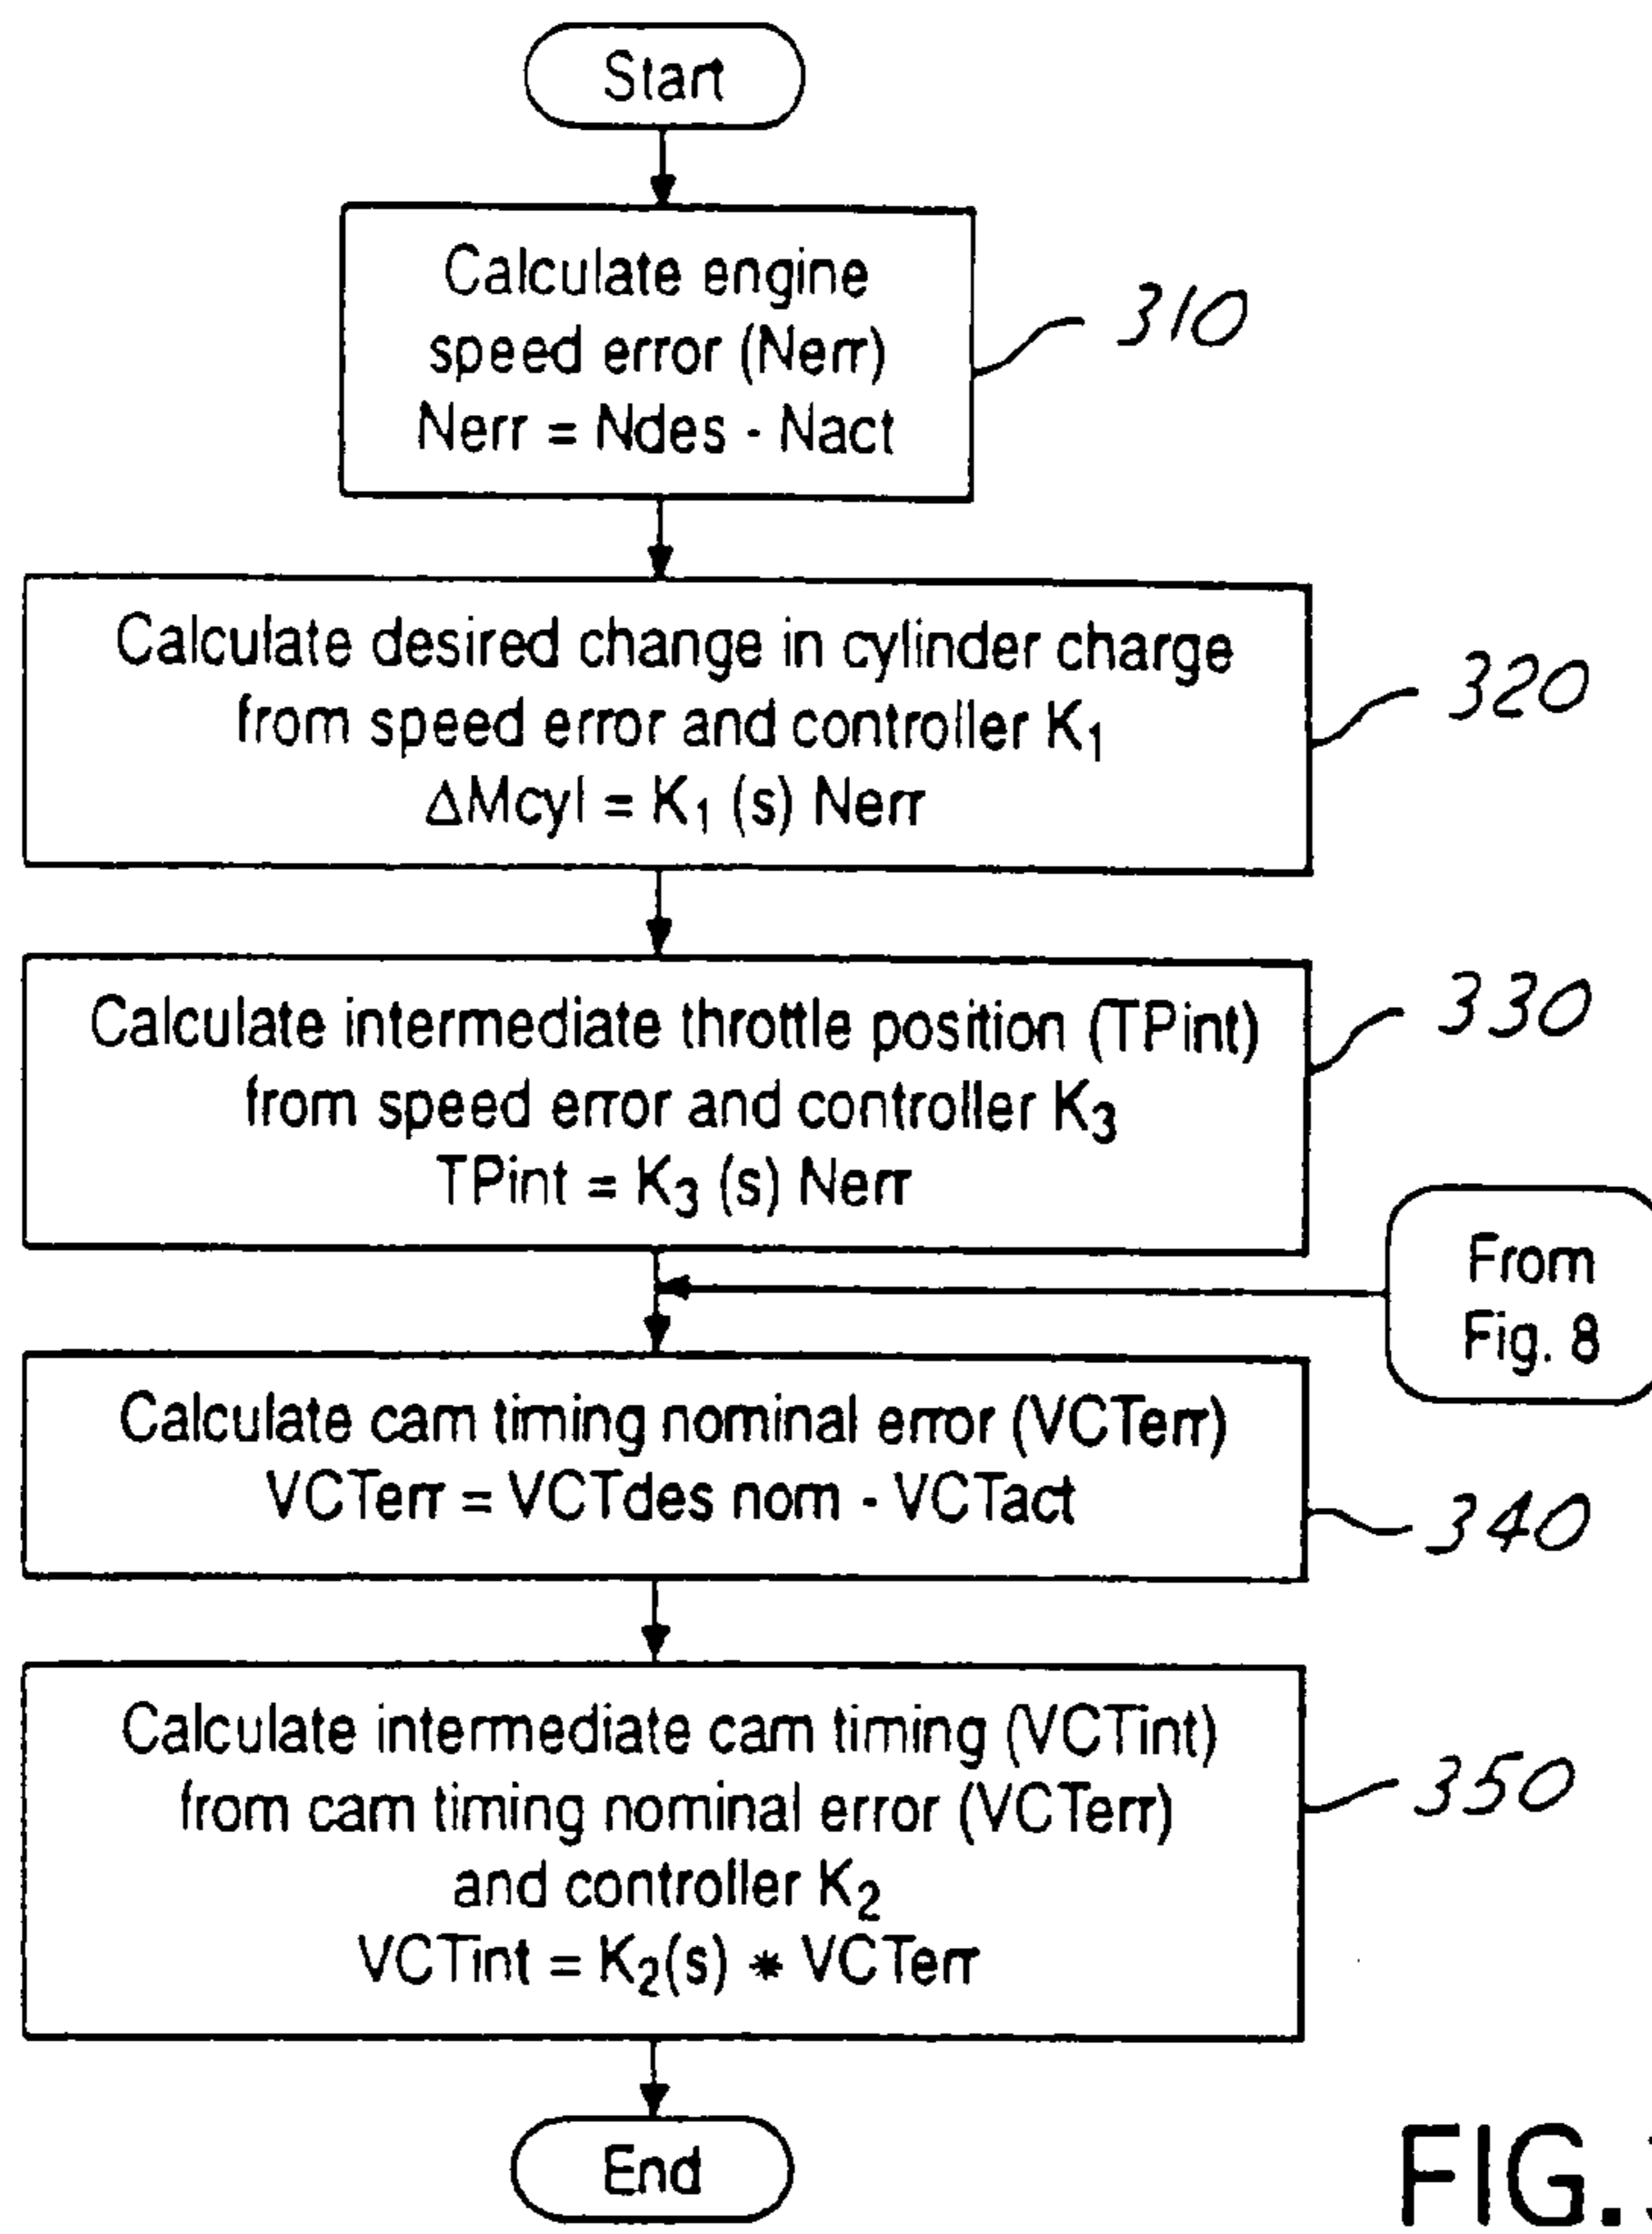 Start
Calculate engine
speed error (Nerr)
Nerr = Ndes - Nact
310
Calculate desired change in cylinder charge
from speed error and controller K₁
ΔMcyl = K₁ (s) Nerr
320
Calculate intermediate throttle position (TPint)
from speed error and controller K₃
TPint = K₃ (s) Nerr
330
From
Fig. 8
Calculate cam timing nominal error (VCTerr)
VCTerr = VCTdes nom - VCTact
340
Calculate intermediate cam timing (VCTint)
from cam timing nominal error (VCTerr)
and controller K₂
VCTint = K₂(s) * VCTerr
350
End
FIG.